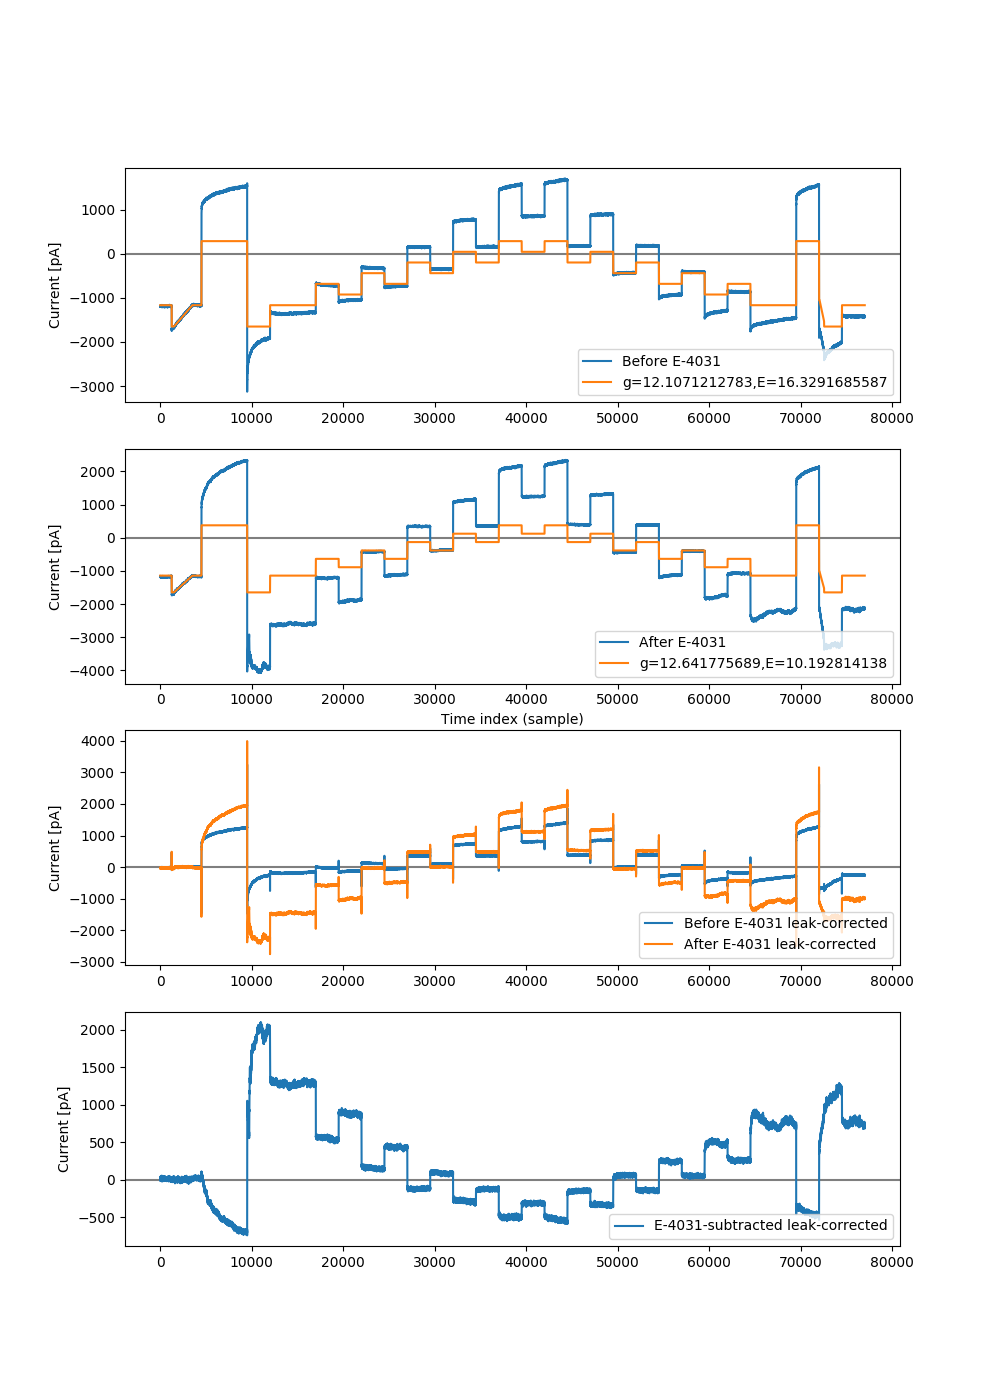 1000
0
−1000
−2000
−3000
Current [pA]
Before E-4031
g=12.1071212783,E=16.3291685587
0 10000 20000 30000 40000 50000 60000 70000 80000
2000
1000
0
−1000
−2000
−3000
−4000
Current [pA]
After E-4031
g=12.641775689,E=10.192814138
0 10000 20000 30000 40000 50000 60000 70000 80000
Time index (sample)
4000
3000
2000
1000
0
−1000
−2000
−3000
Current [pA]
Before E-4031 leak-corrected
After E-4031 leak-corrected
0 10000 20000 30000 40000 50000 60000 70000 80000
2000
1500
1000
500
0
−500
Current [pA]
E-4031-subtracted leak-corrected
0 10000 20000 30000 40000 50000 60000 70000 80000